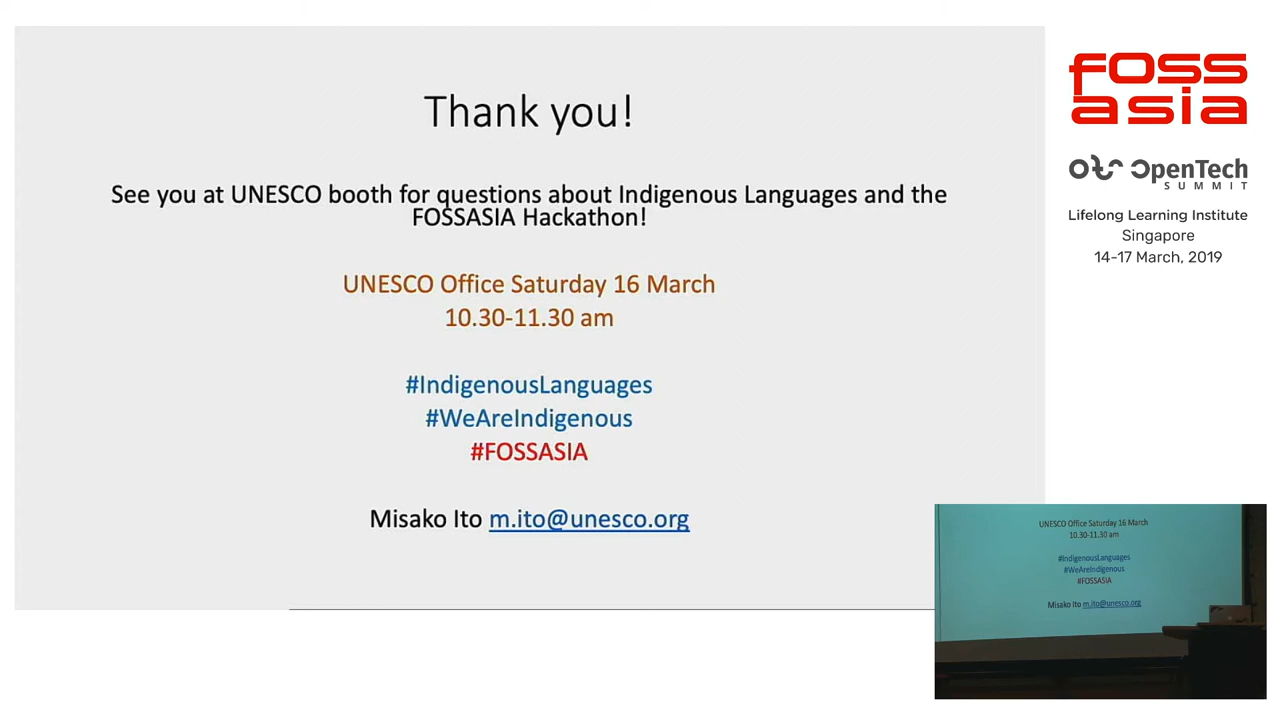 Thank you!
See you at UNESCO booth for questions about Indigenous Languages and the
FOSSASIA Hackathon!
UNESCO Office Saturday 16 March
10.30-11.30 am
#IndigenousLanguages
#WeAreIndigenous
#FOSSASIA
Misako Ito m.ito@unesco.org
FOSS
asia
OpenTech
SUMMIT
Lifelong Learning Institute
Singapore
14-17 March, 2019
UNESCO Office Saturday 16 March
10.30-11.30 am
#IndigenousLanguages
#WeAreIndigenous
#FOSSASIA
Misako Ito m.ito@unesco.org